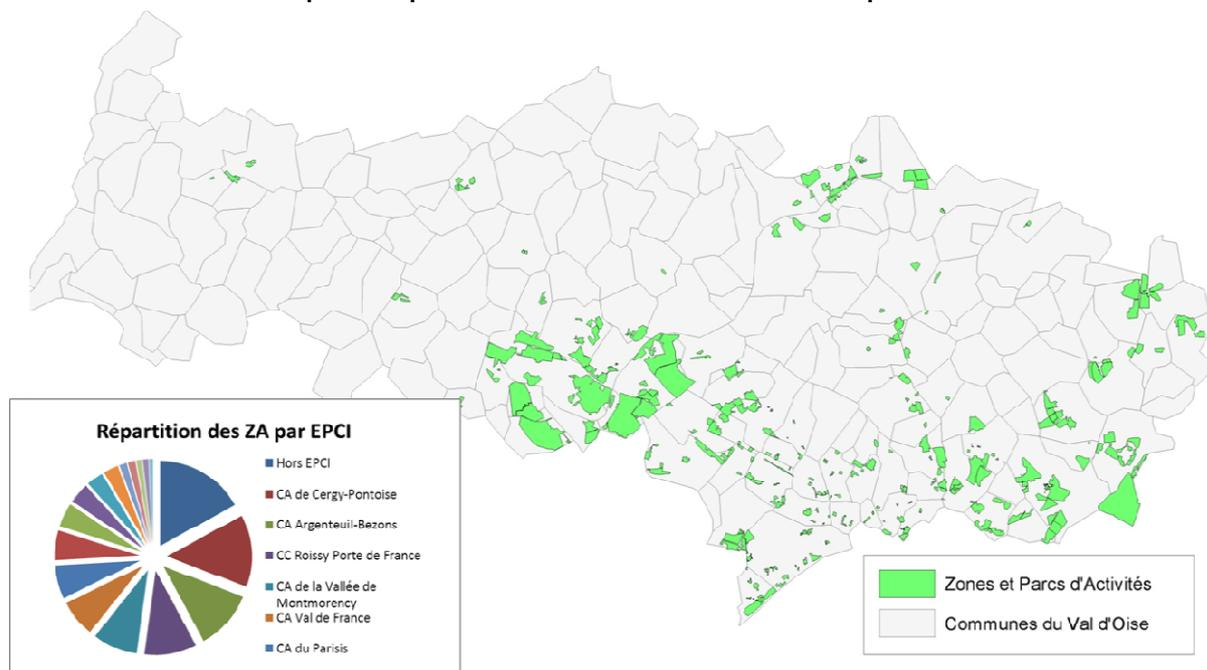 Répartition des ZA par EPCI
Hors EPCI
CA de Cergy-Pontoise
CA Argenteuil-Bezons
CC Roissy Porte de France
CA de la Vallée de
Montmorency
CA Val de France
CA du Parisis
Zones et Parcs d'Activités
Communes du Val d'Oise